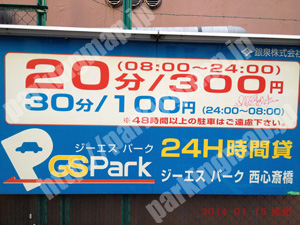 銀泉株式会
(08:00~24:00)
20分/300円
30分/100円 (24:00~08:00)
※48時間以上の駐車はご遠慮下さい。
ジーエス パーク
GSPark
24H時間貸
ジーエス パーク 西心斎橋